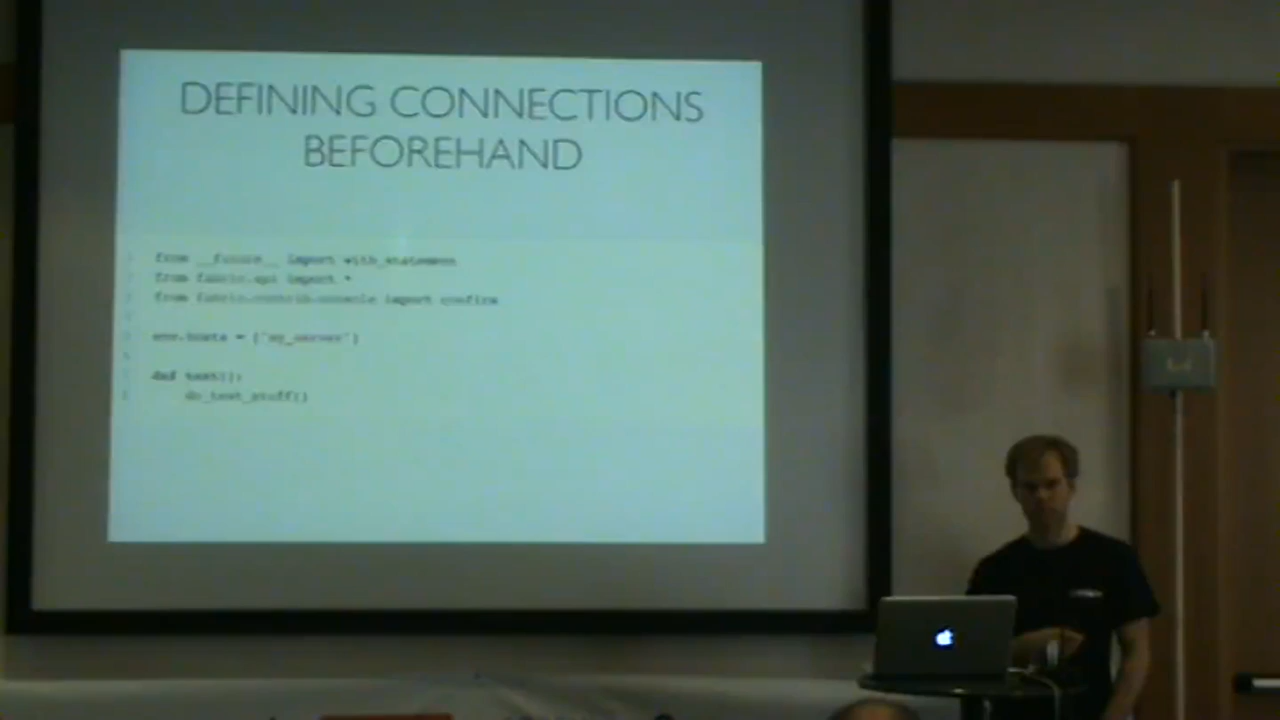 DEFINING CONNECTIONS
BEFOREHAND
from __future__ import with_statement
from fabric.api import *
from fabric.contrib.console import confirm
env.hosts = ['my_server']
def test():
do_test_stuff()